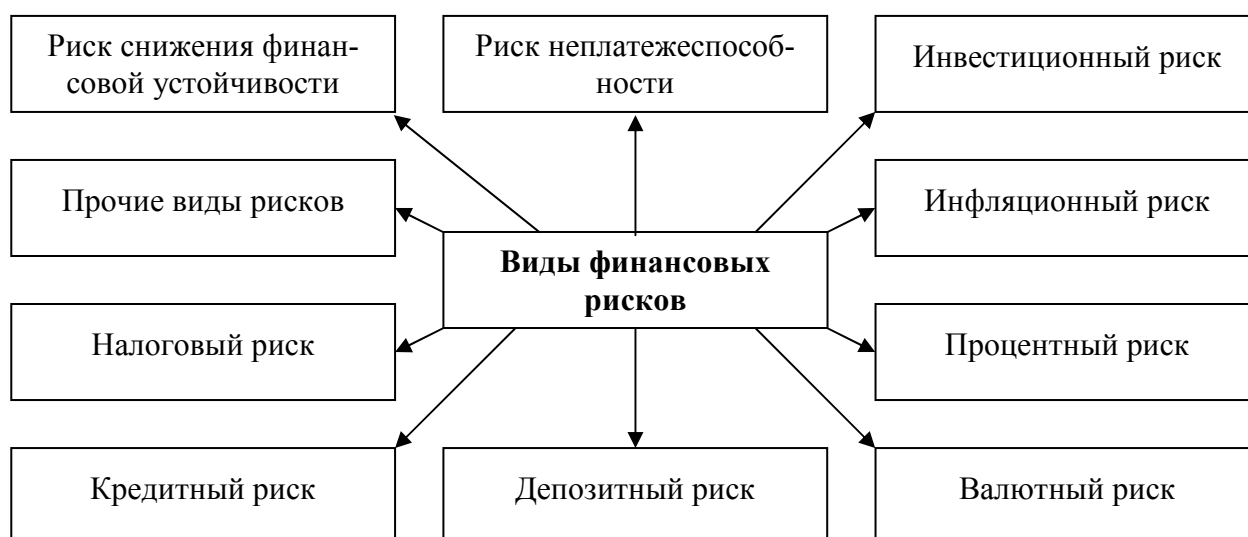 Риск снижения финан-
совой устойчивости
Риск неплатежеспособ-
ности
Инвестиционный риск
Прочие виды рисков
Инфляционный риск
Виды финансовых
рисков
Налоговый риск
Процентный риск
Кредитный риск
Депозитный риск
Валютный риск